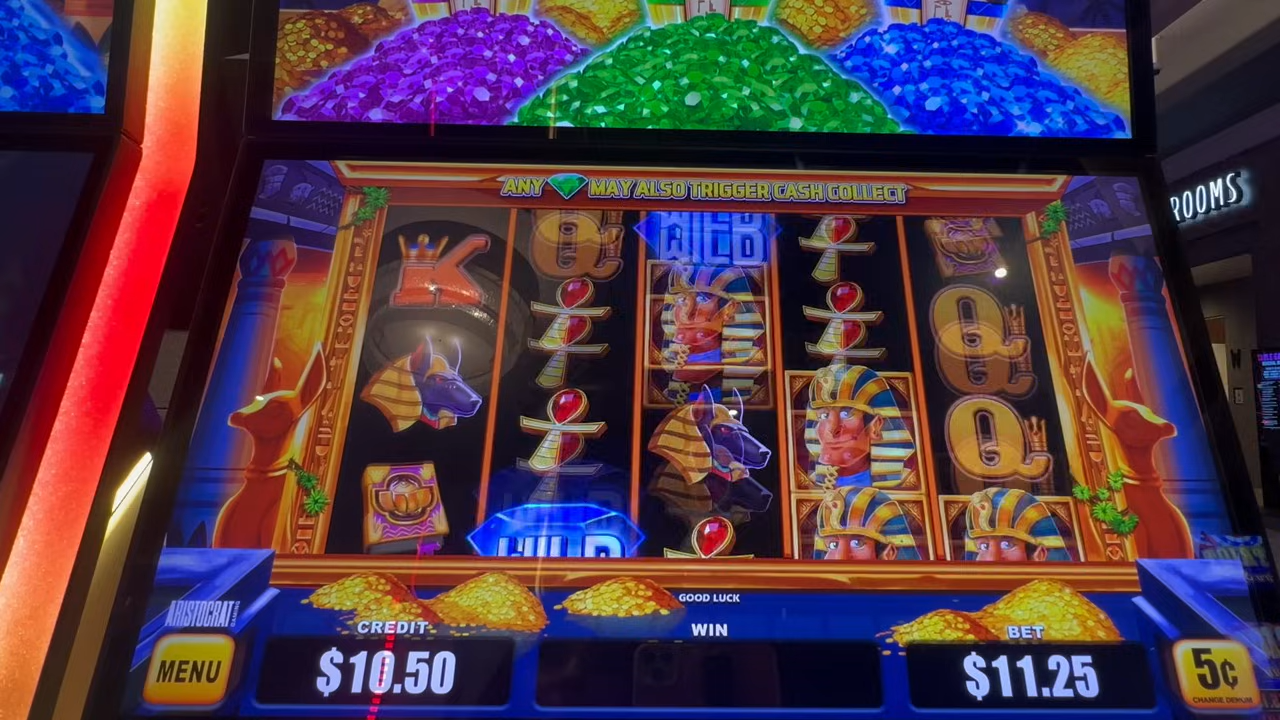 ANY MAY ALSO TRIGGER CASH COLLECT
ROOMS
WILD
K
Q
Q
Q
WILD
ARISTOCRAT
GAMING
GOOD LUCK
CREDIT
WIN
BET
MENU
$10.50
$11.25
5¢
CHANGE DENOM